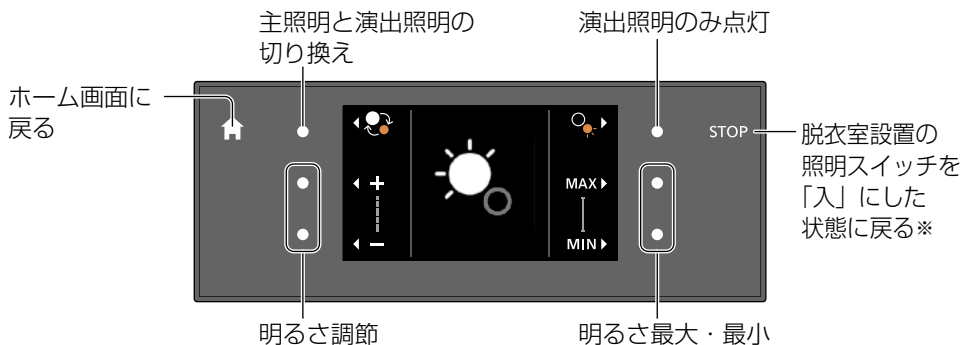 主照明と演出照明の
切り換え
演出照明のみ点灯
ホーム画面に
戻る
STOP
脱衣室設置の
照明スイッチを
「入」にした
状態に戻る※
+
−
MAX
MIN
明るさ調節
明るさ最大・最小